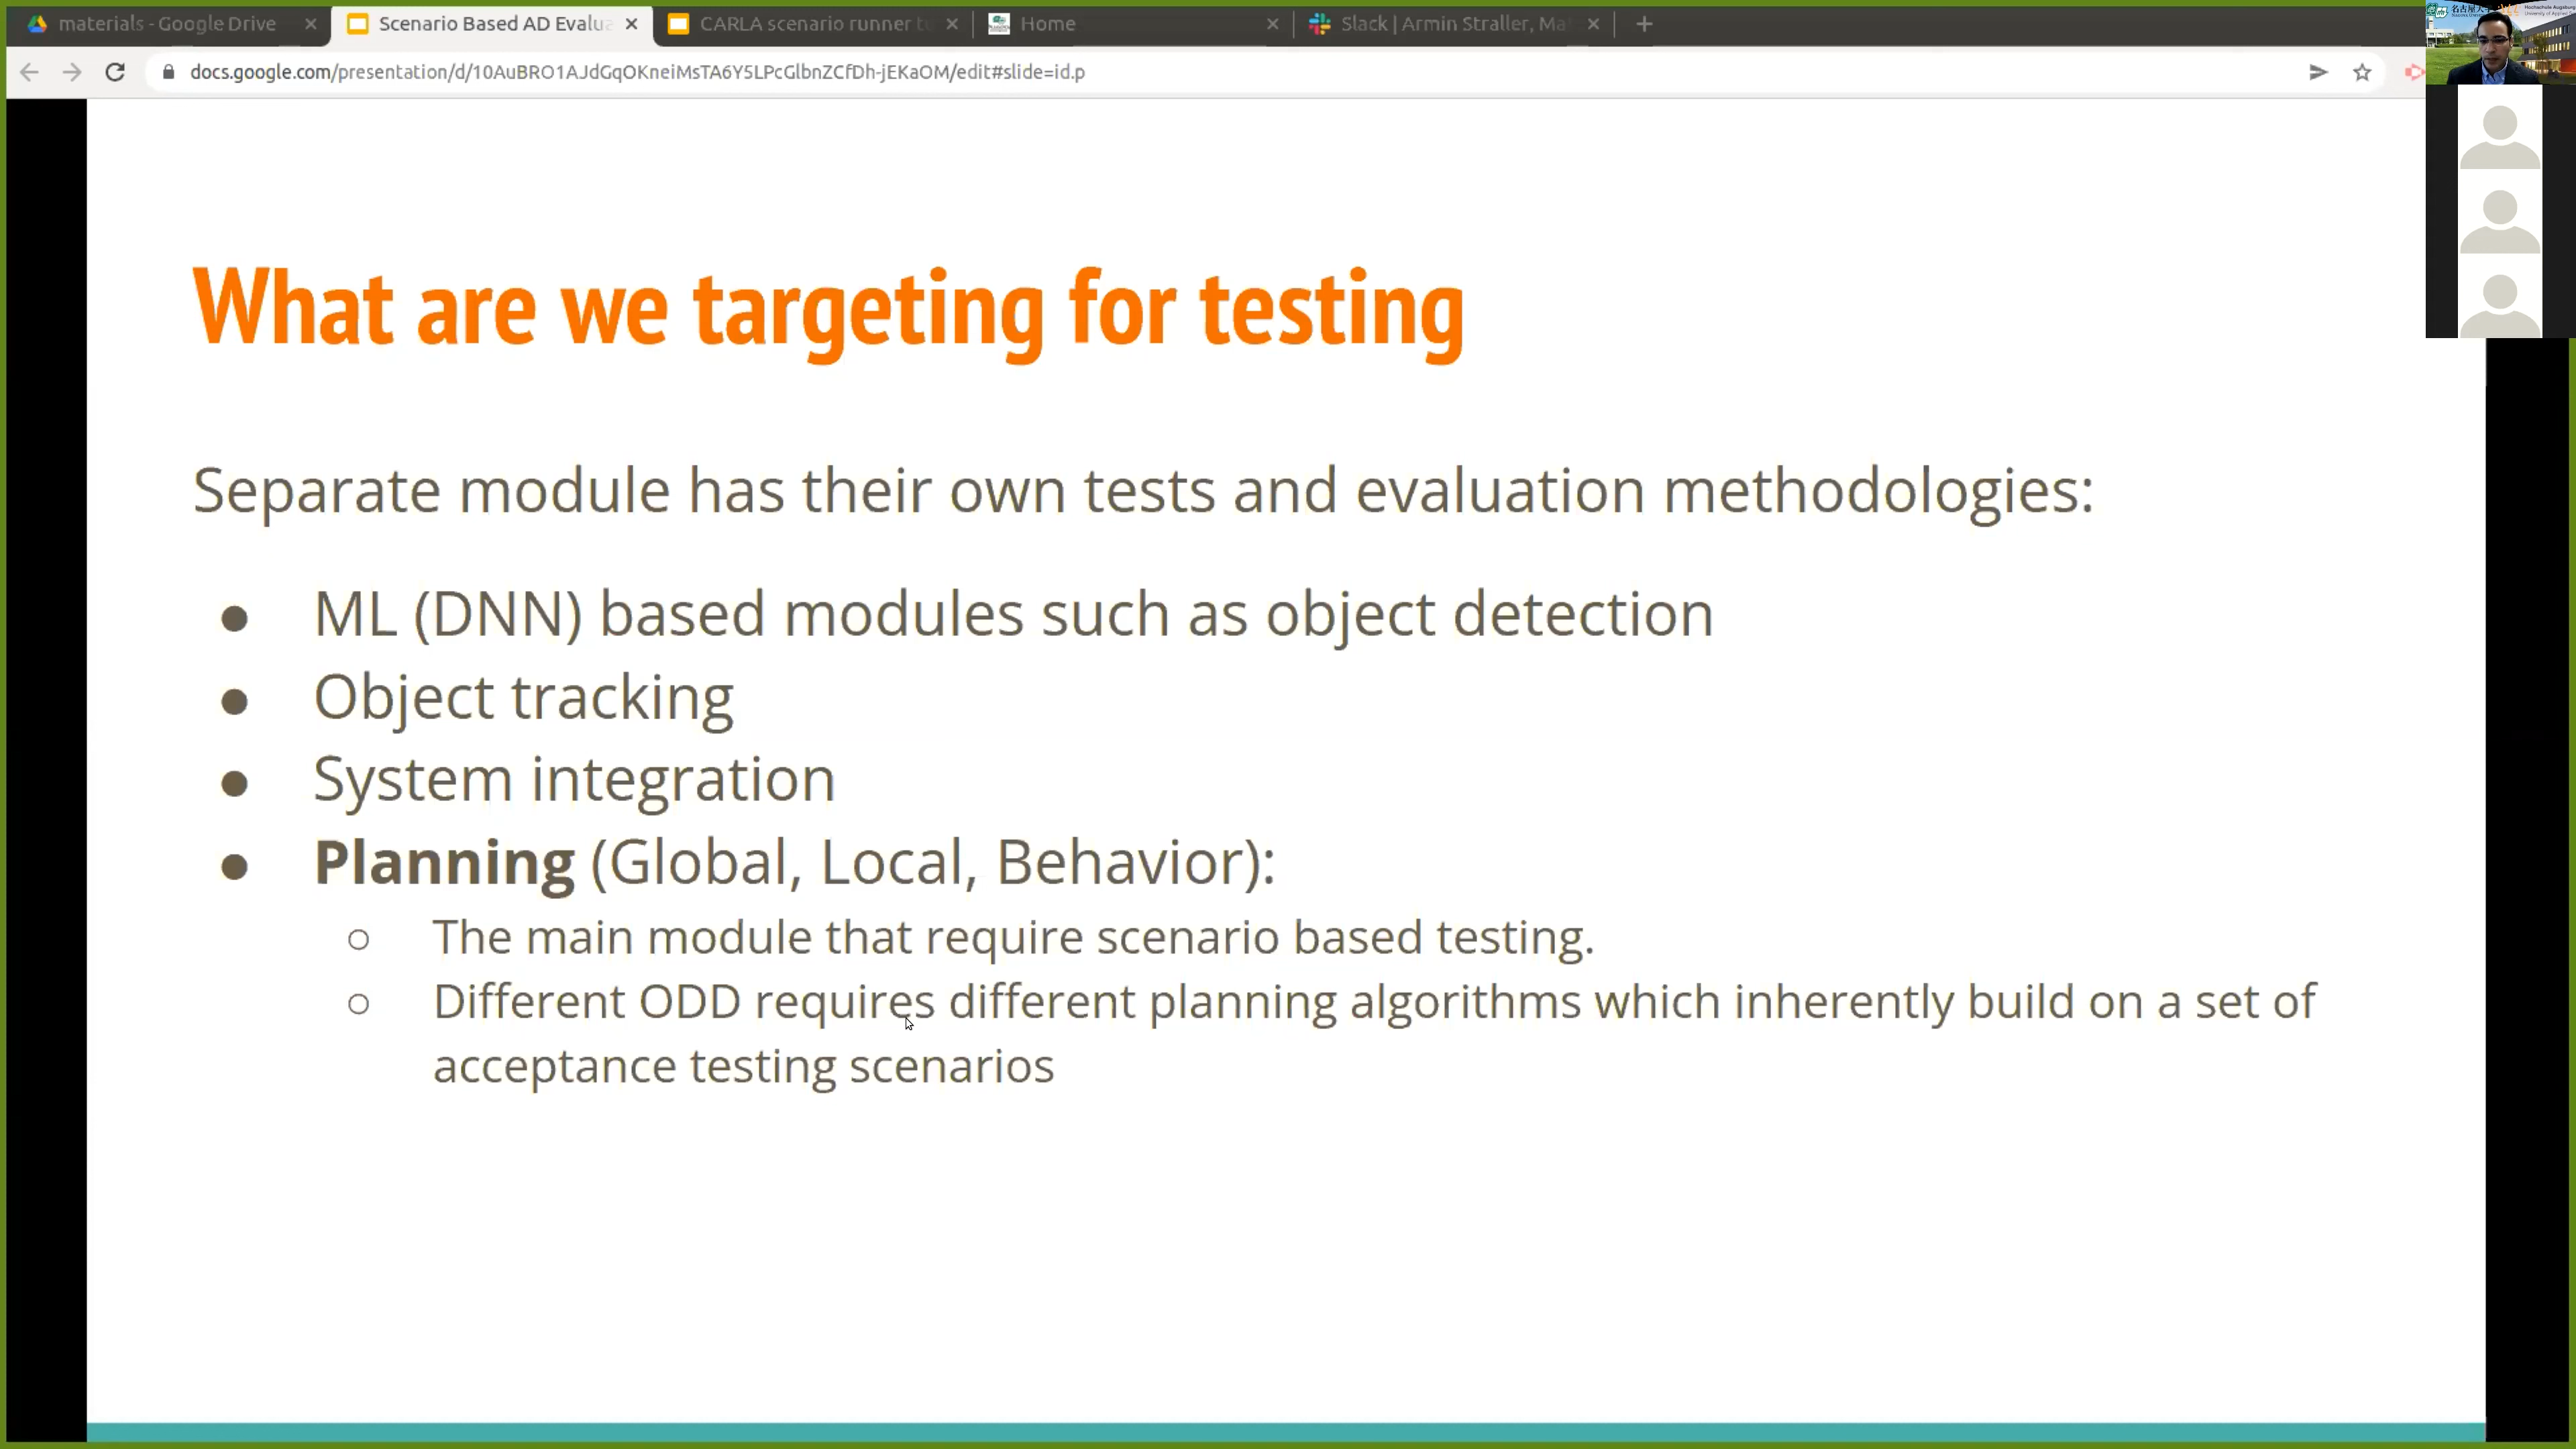 materials - Google Drive
Scenario Based AD Evalua
CARLA scenario runner tu
Home
Slack | Armin Straller, Ma
docs.google.com/presentation/d/10AuBRO1AJdGqOKneiMsTA6Y5LPcGlbnZCfDh-jEKaOM/edit#slide=id.p
What are we targeting for testing
Separate module has their own tests and evaluation methodologies:
● ML (DNN) based modules such as object detection
● Object tracking
● System integration
● Planning (Global, Local, Behavior):
○ The main module that require scenario based testing.
○ Different ODD requires different planning algorithms which inherently build on a set of
acceptance testing scenarios